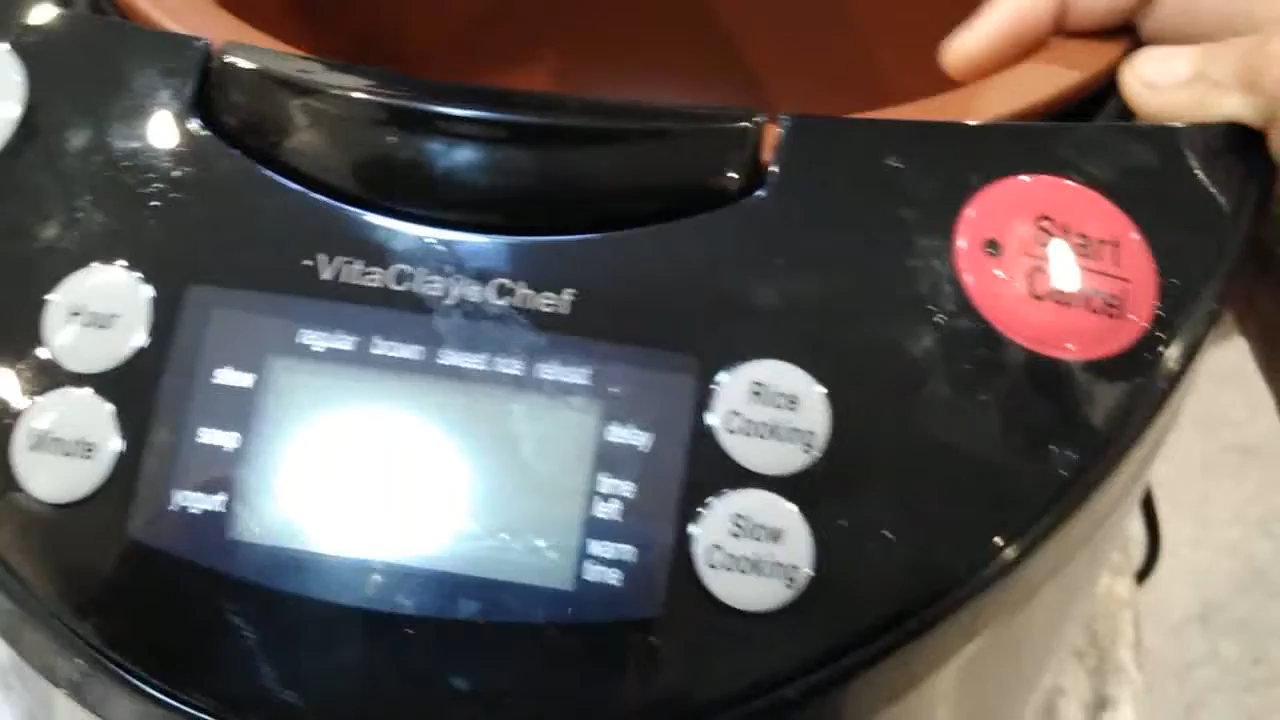 VitaClay Chef
regular brown sweet rice reheat
slow
soup
yogurt
delay
time
left
warm
time
Hour
Minute
Rice
Cooking
Slow
Cooking
Start
Cancel